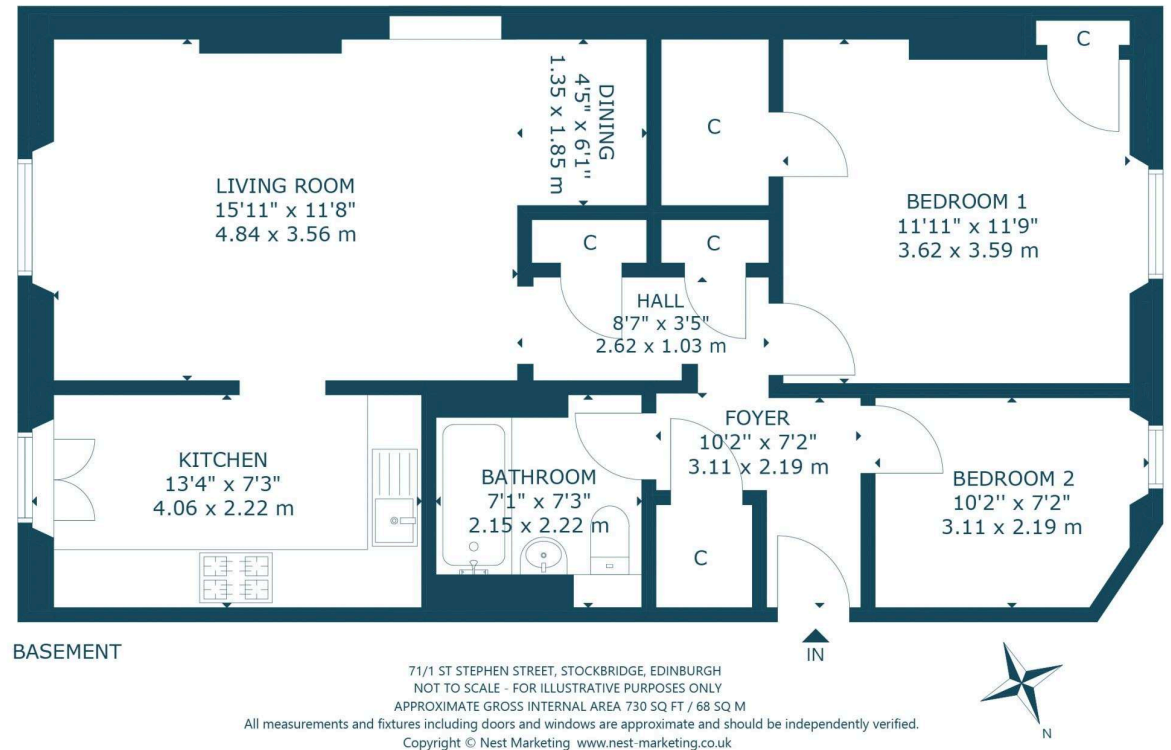 C
DINING
4'5" x 6'1"
1.35 x 1.85 m
C
LIVING ROOM
15'11" x 11'8"
4.84 x 3.56 m
BEDROOM 1
11'11" x 11'9"
3.62 x 3.59 m
C
C
HALL
8'7" x 3'5"
2.62 x 1.03 m
FOYER
10'2'' x 7'2"
3.11 x 2.19 m
KITCHEN
13'4" x 7'3"
4.06 x 2.22 m
BATHROOM
7'1" x 7'3"
2.15 x 2.22 m
BEDROOM 2
10'2'' x 7'2"
3.11 x 2.19 m
C
BASEMENT
IN
71/1 ST STEPHEN STREET, STOCKBRIDGE, EDINBURGH
NOT TO SCALE - FOR ILLUSTRATIVE PURPOSES ONLY
APPROXIMATE GROSS INTERNAL AREA 730 SQ FT / 68 SQ M
All measurements and fixtures including doors and windows are approximate and should be independently verified.
Copyright © Nest Marketing www.nest-marketing.co.uk
N